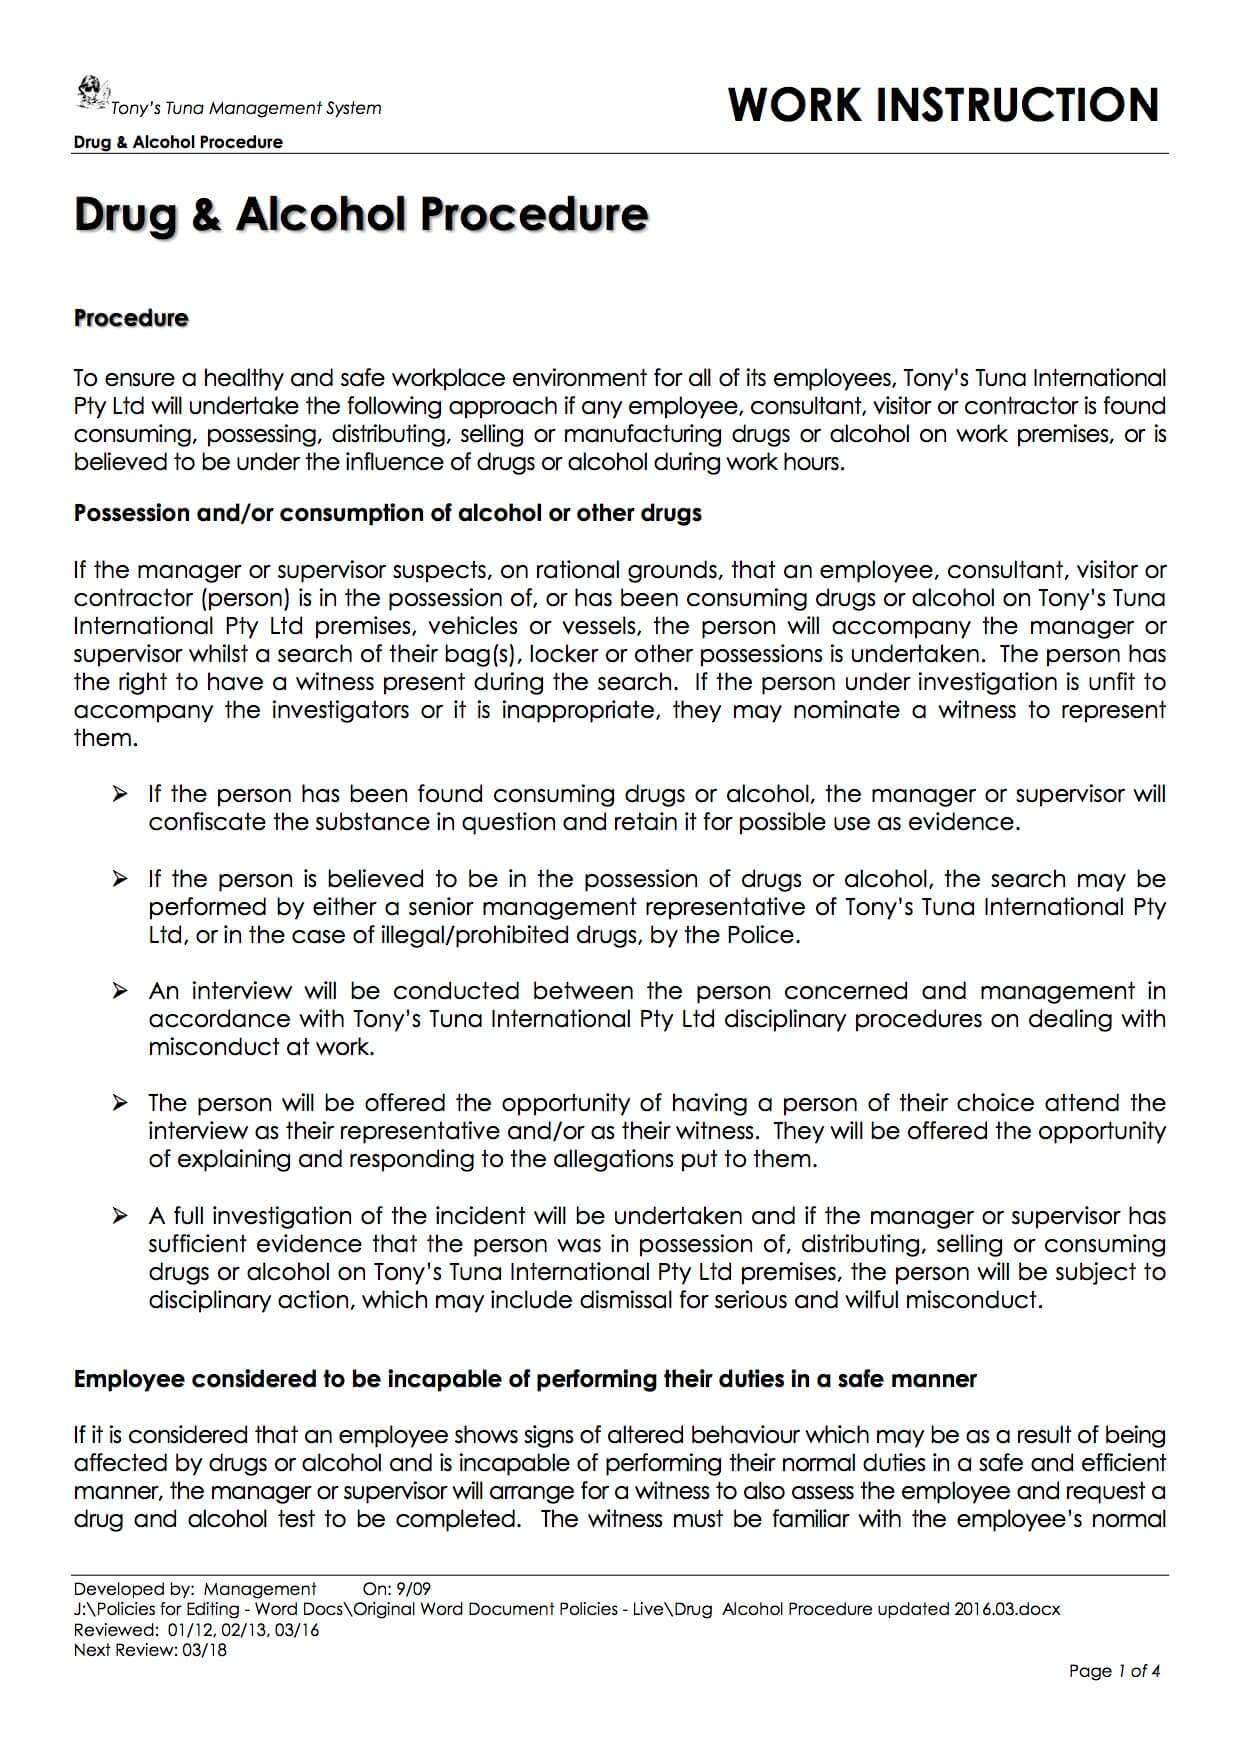 Tony's Tuna Management System
WORK INSTRUCTION
Drug & Alcohol Procedure
Drug & Alcohol Procedure
Procedure
To ensure a healthy and safe workplace environment for all of its employees, Tony's Tuna International
Pty Ltd will undertake the following approach if any employee, consultant, visitor or contractor is found
consuming, possessing, distributing, selling or manufacturing drugs or alcohol on work premises, or is
believed to be under the influence of drugs or alcohol during work hours.
Possession and/or consumption of alcohol or other drugs
If the manager or supervisor suspects, on rational grounds, that an employee, consultant, visitor or
contractor (person) is in the possession of, or has been consuming drugs or alcohol on Tony's Tuna
International Pty Ltd premises, vehicles or vessels, the person will accompany the manager or
supervisor whilst a search of their bag(s), locker or other possessions is undertaken. The person has
the right to have a witness present during the search. If the person under investigation is unfit to
accompany the investigators or it is inappropriate, they may nominate a witness to represent
them.
➢ If the person has been found consuming drugs or alcohol, the manager or supervisor will
confiscate the substance in question and retain it for possible use as evidence.
➢ If the person is believed to be in the possession of drugs or alcohol, the search may be
performed by either a senior management representative of Tony's Tuna International Pty
Ltd, or in the case of illegal/prohibited drugs, by the Police.
➢ An interview will be conducted between the person concerned and management in
accordance with Tony's Tuna International Pty Ltd disciplinary procedures on dealing with
misconduct at work.
➢ The person will be offered the opportunity of having a person of their choice attend the
interview as their representative and/or as their witness. They will be offered the opportunity
of explaining and responding to the allegations put to them.
➢ A full investigation of the incident will be undertaken and if the manager or supervisor has
sufficient evidence that the person was in possession of, distributing, selling or consuming
drugs or alcohol on Tony's Tuna International Pty Ltd premises, the person will be subject to
disciplinary action, which may include dismissal for serious and wilful misconduct.
Employee considered to be incapable of performing their duties in a safe manner
If it is considered that an employee shows signs of altered behaviour which may be as a result of being
affected by drugs or alcohol and is incapable of performing their normal duties in a safe and efficient
manner, the manager or supervisor will arrange for a witness to also assess the employee and request a
drug and alcohol test to be completed. The witness must be familiar with the employee's normal
Developed by: Management On: 9/09
J:\Policies for Editing - Word Docs\Original Word Document Policies - Live\Drug Alcohol Procedure updated 2016.03.docx
Reviewed: 01/12, 02/13, 03/16
Next Review: 03/18
Page 1 of 4